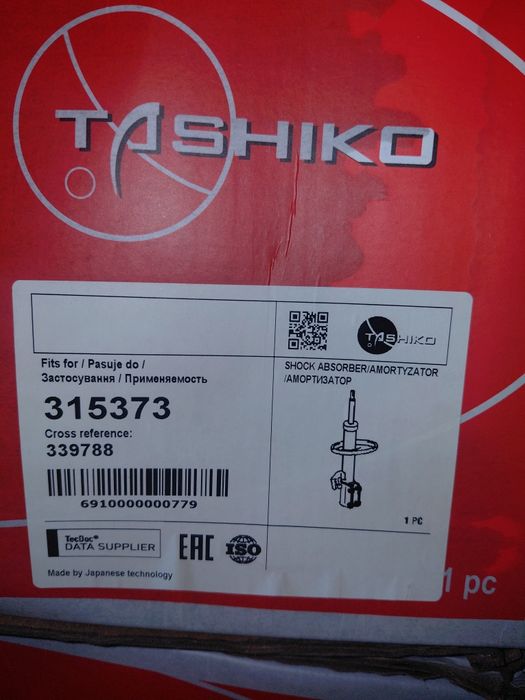 TASHIKO
TASHIKO
Fits for / Pasuje do /
Застосування / Применяемость
315373
Cross reference:
339788
6910000000779
SHOCK ABSORBER/AMORTYZATOR
/АМОРТИЗАТОР
1 PC
TecDoc®
DATA SUPPLIER
EAC
ISO
Made by Japanese technology
1 pc